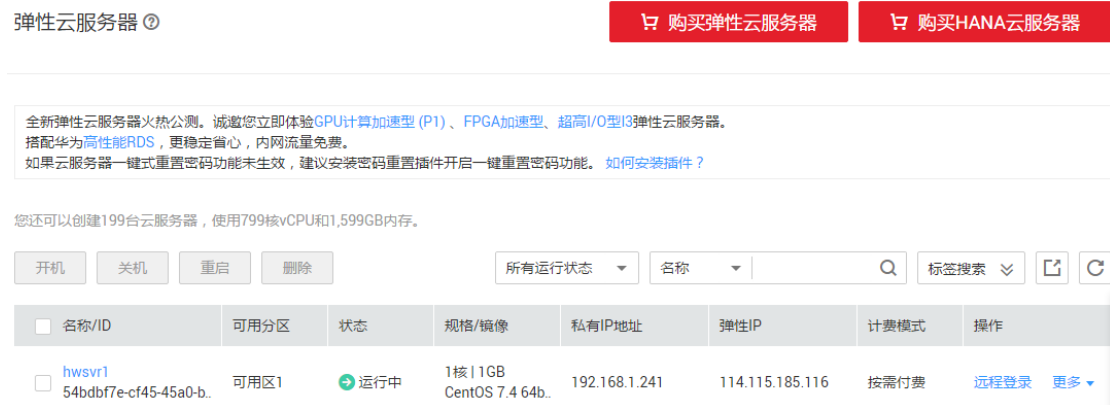 弹性云服务器 ?
购买弹性云服务器 购买HANA云服务器
全新弹性云服务器火热公测。诚邀您立即体验GPU计算加速型 (P1) 、FPGA加速型、超高I/O型I3弹性云服务器。
搭配华为高性能RDS，更稳定省心，内网流量免费。
如果云服务器一键式重置密码功能未生效，建议安装密码重置插件开启一键重置密码功能。 如何安装插件？
您还可以创建199台云服务器，使用799核vCPU和1,599GB内存。
开机 关机 重启 删除 所有运行状态 名称 标签搜索
名称/ID 可用分区 状态 规格/镜像 私有IP地址 弹性IP 计费模式 操作
hwsvr1 1核 | 1GB
可用区1 运行中 192.168.1.241 114.115.185.116 按需付费 远程登录 更多
54bdbf7e-cf45-45a0-b.. CentOS 7.4 64b..